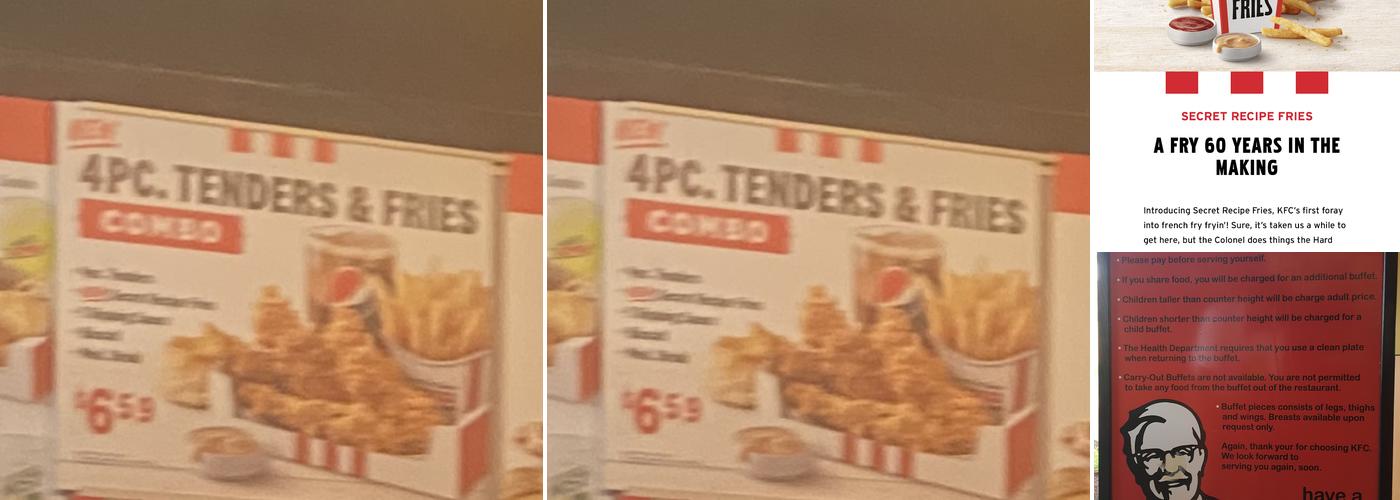 NEW
4PC. TENDERS & FRIES
COMBO
$6.59
NEW
4PC. TENDERS & FRIES
COMBO
$6.59
FRIES
SECRET RECIPE FRIES
A FRY 60 YEARS IN THE
MAKING
Introducing Secret Recipe Fries, KFC's first foray
into french fry fryin'! Sure, it's taken us a while to
get here, but the Colonel does things the Hard
• Please pay before serving yourself.
• If you share food, you will be charged for an additional buffet.
• Children taller than counter height will be charge adult price.
• Children shorter than counter height will be charged for a
child buffet.
• The Health Department requires that you use a clean plate
when returning to the buffet.
• Carry-Out Buffets are not available. You are not permitted
to take any food from the buffet out of the restaurant.
• Buffet pieces consists of legs, thighs
and wings. Breasts available upon
request only.
Again, thank your for choosing KFC.
We look forward to
serving you again, soon.
have a